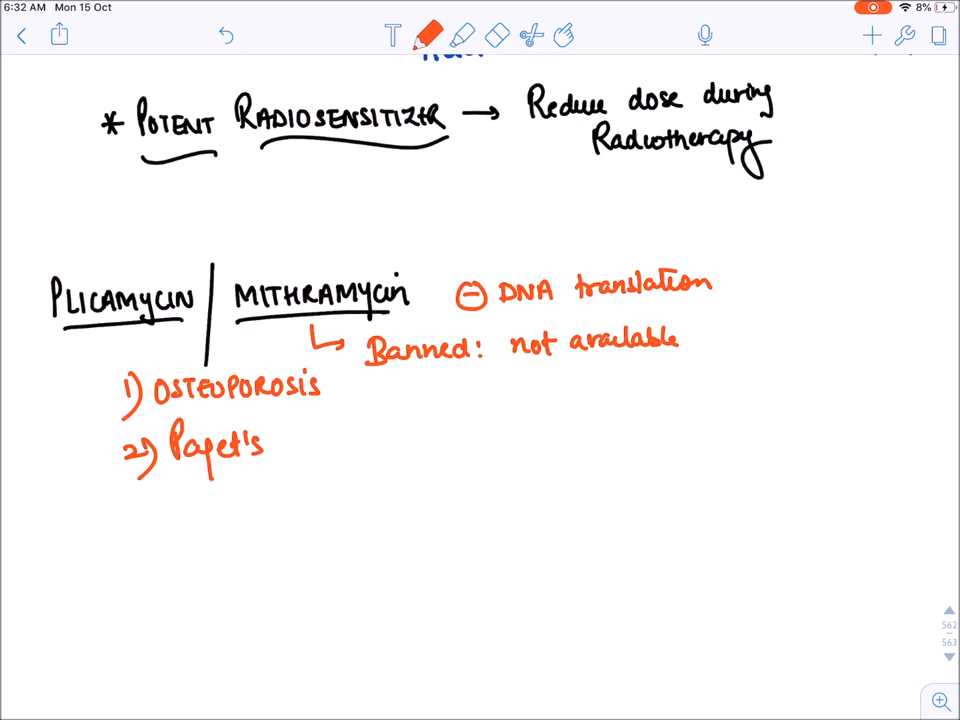 6:32 AM Mon 15 Oct
8%
T
* POTENT RADIOSENSITIZER → Reduce dose during
Radiotherapy
PLICAMYCIN / MITHRAMYCIN ⊖ DNA translation
↳ Banned: not available
1) OSTEOPOROSIS
2) Paget's
562
563